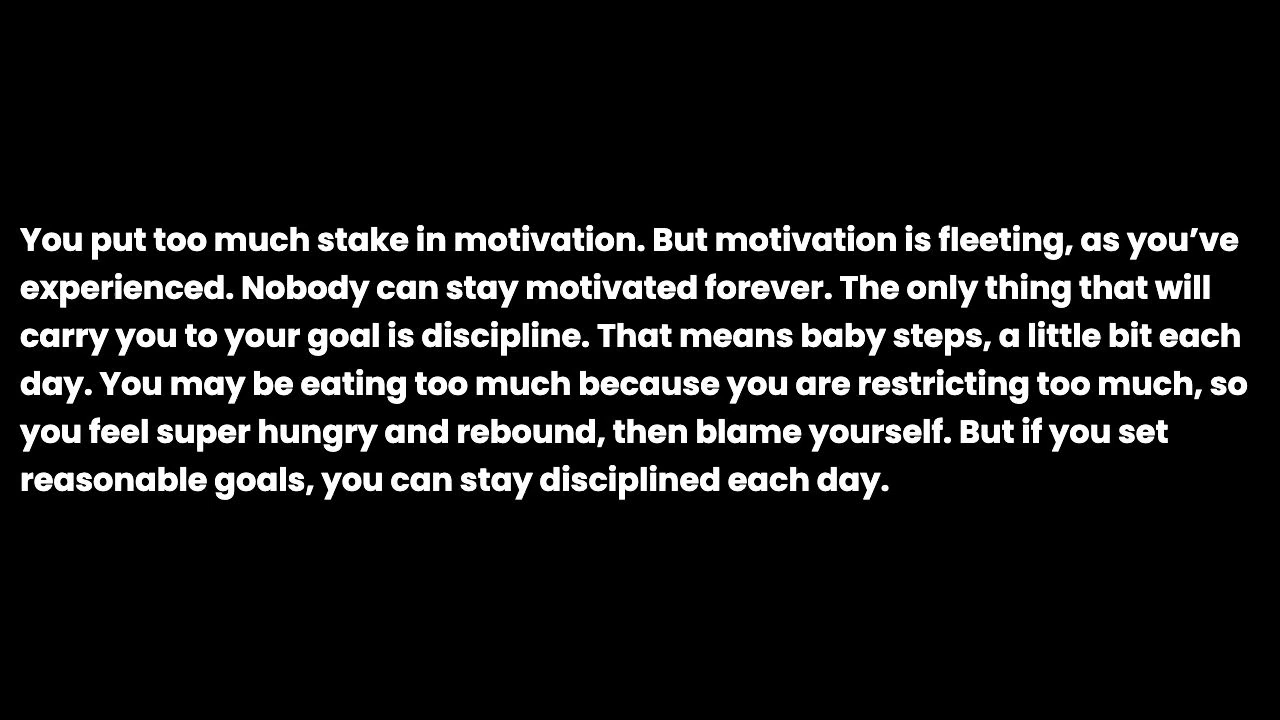 You put too much stake in motivation. But motivation is fleeting, as you’ve
experienced. Nobody can stay motivated forever. The only thing that will
carry you to your goal is discipline. That means baby steps, a little bit each
day. You may be eating too much because you are restricting too much, so
you feel super hungry and rebound, then blame yourself. But if you set
reasonable goals, you can stay disciplined each day.